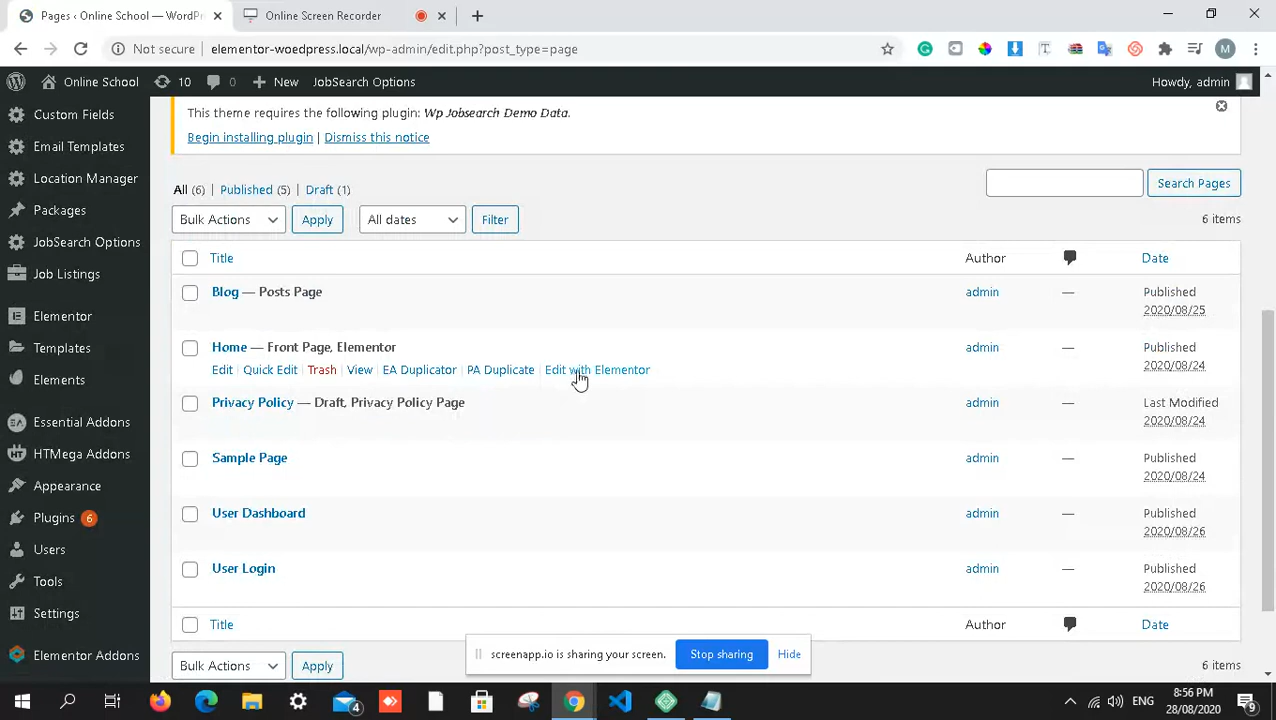 Pages ‹ Online School — WordPr
Online Screen Recorder
Not secure
elementor-woedpress.local/wp-admin/edit.php?post_type=page
M
Online School
10
0
New
JobSearch Options
Howdy, admin
Custom Fields
Email Templates
Location Manager
Packages
JobSearch Options
Job Listings
Elementor
Templates
Elements
Essential Addons
HTMega Addons
Appearance
Plugins 6
Users
Tools
Settings
Elementor Addons
This theme requires the following plugin: Wp Jobsearch Demo Data.
Begin installing plugin | Dismiss this notice
All (6) | Published (5) | Draft (1)
Search Pages
Bulk Actions
Apply
All dates
Filter
6 items
Title
Author
Date
Blog — Posts Page
admin
—
Published
2020/08/25
Home — Front Page, Elementor
admin
—
Published
2020/08/24
Edit | Quick Edit | Trash | View | EA Duplicator | PA Duplicate | Edit with Elementor
Privacy Policy — Draft, Privacy Policy Page
admin
—
Last Modified
2020/08/24
Sample Page
admin
—
Published
2020/08/24
User Dashboard
admin
—
Published
2020/08/26
User Login
admin
—
Published
2020/08/26
Title
Author
Date
Bulk Actions
Apply
6 items
screenapp.io is sharing your screen.
Stop sharing
Hide
4
ENG
8:56 PM
28/08/2020
9